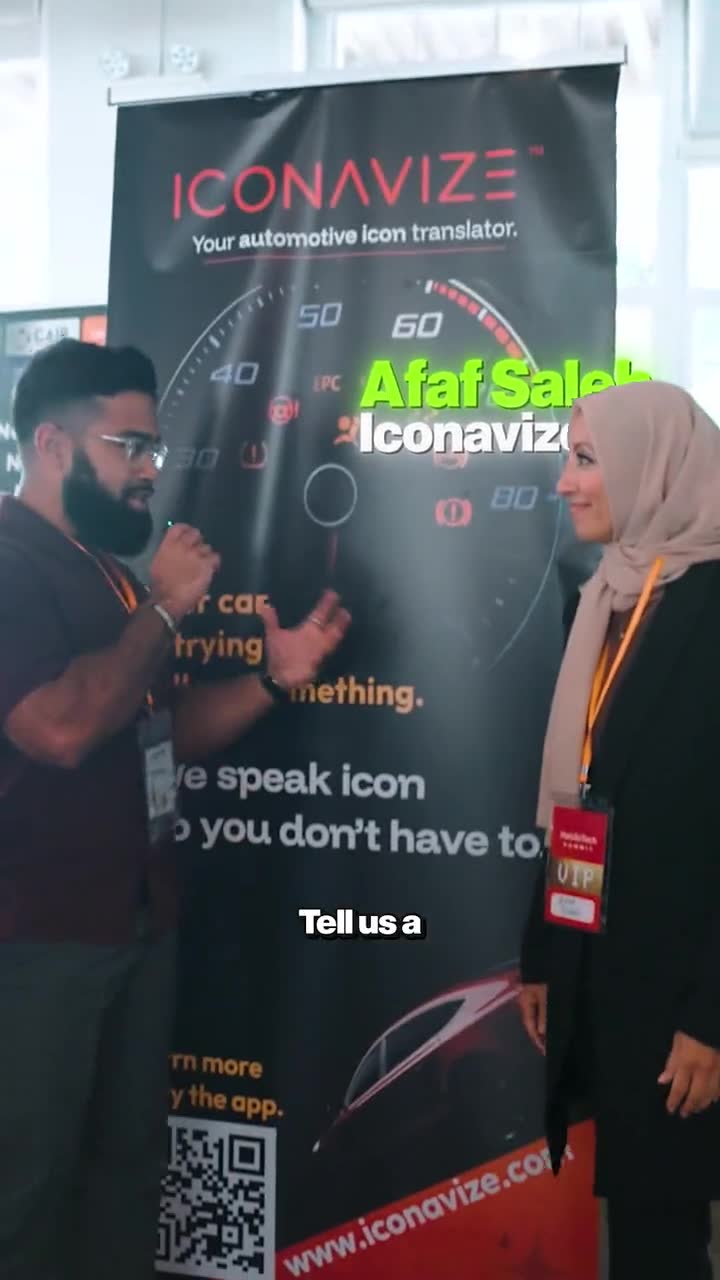 ICONAVIZE™
Your automotive icon translator.
50
60
40
EPC
Afaf Saleh
Iconavize
30
80
car
trying
mething.
e speak icon
you don't have to.
VIP
Tell us a
rn more
y the app.
www.iconavize.com